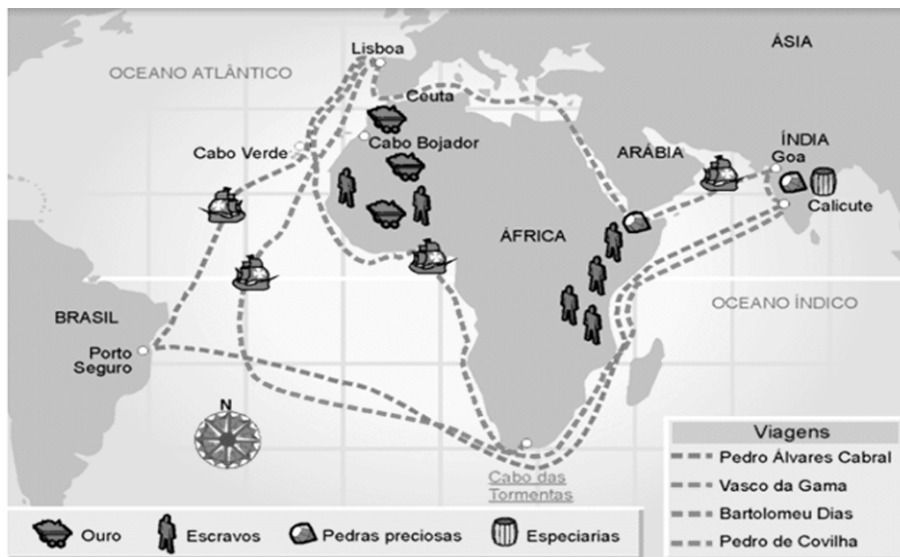 Lisboa
ÁSIA
OCEANO ATLÂNTICO
Ceuta
Cabo Bojador
Cabo Verde
ARÁBIA
ÍNDIA
Goa
Calicute
ÁFRICA
OCEANO ÍNDICO
BRASIL
Porto
Seguro
N
Cabo das
Tormentas
Viagens
Pedro Álvares Cabral
Vasco da Gama
Bartolomeu Dias
Pedro de Covilha
Ouro
Escravos
Pedras preciosas
Especiarias